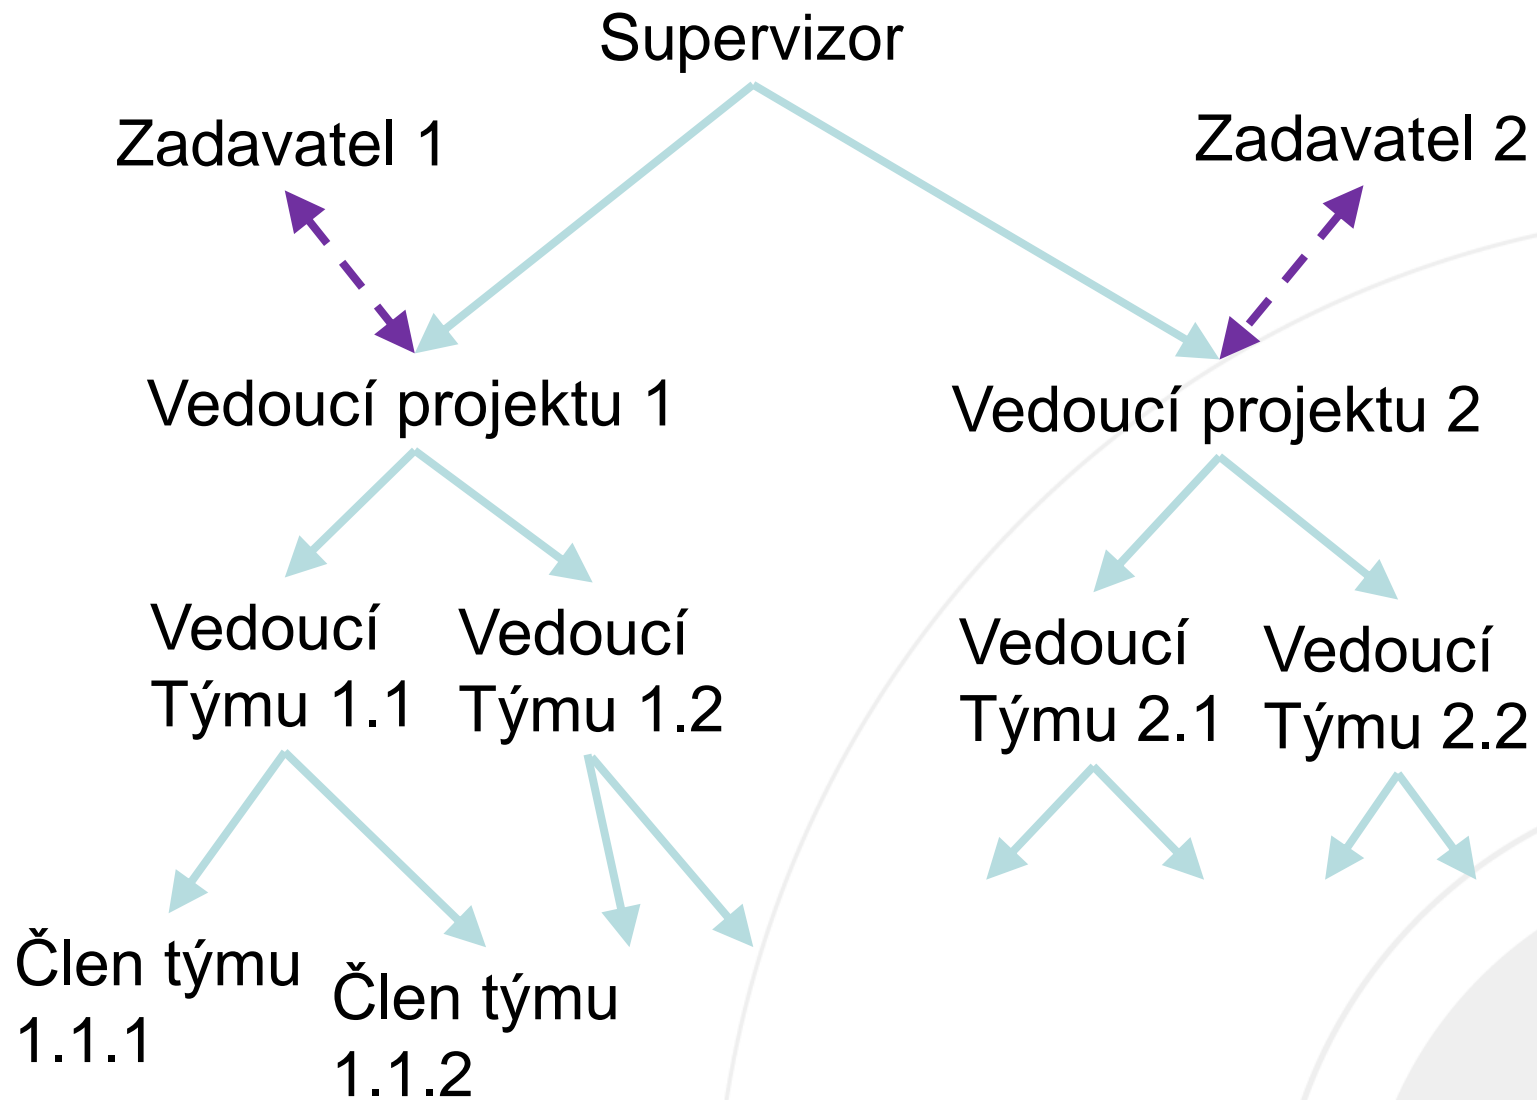 Supervizor
Zadavatel 1
Zadavatel 2
Vedoucí projektu 1
Vedoucí projektu 2
Vedoucí
Týmu 1.1
Vedoucí
Týmu 1.2
Vedoucí
Týmu 2.1
Vedoucí
Týmu 2.2
Člen týmu
1.1.1
Člen týmu
1.1.2